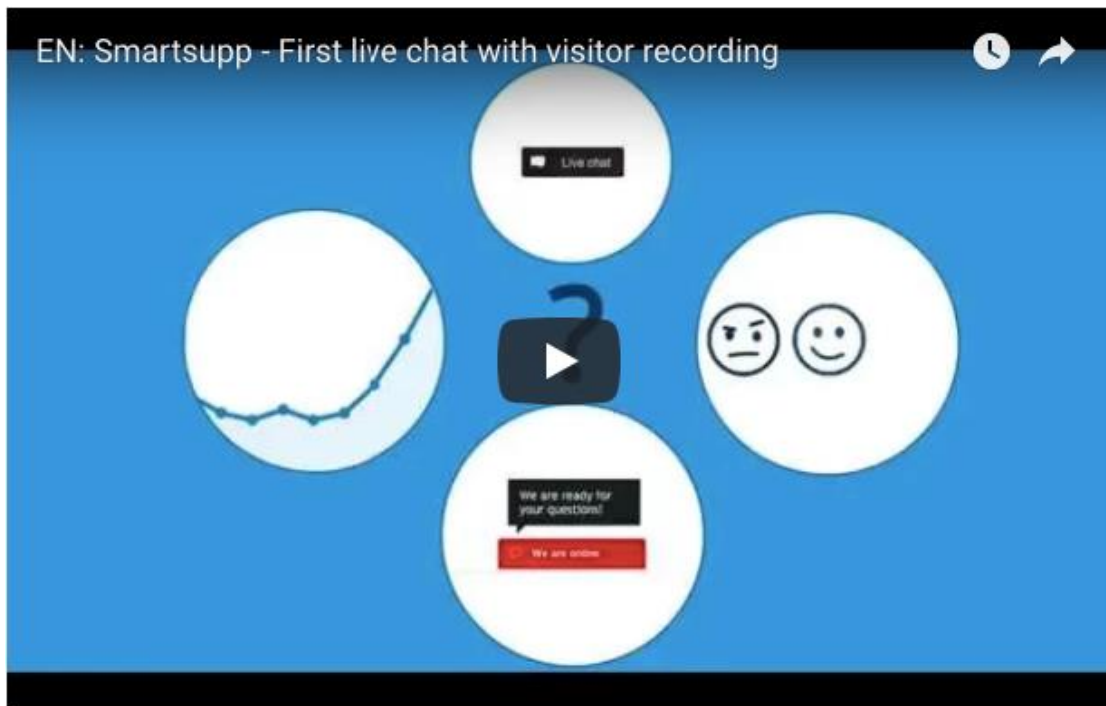 EN: Smartsupp - First live chat with visitor recording
Live chat
?
We are ready for
your questions!
We are online